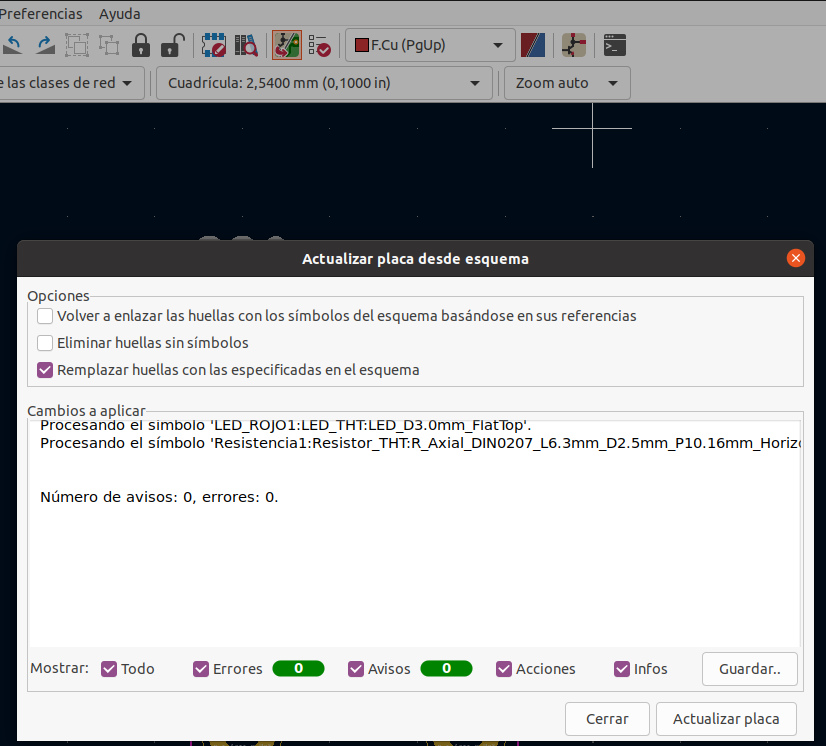 Preferencias Ayuda
F.Cu (PgUp)
e las clases de red Cuadrícula: 2,5400 mm (0,1000 in) Zoom auto
Actualizar placa desde esquema
Opciones
Volver a enlazar las huellas con los símbolos del esquema basándose en sus referencias
Eliminar huellas sin símbolos
Remplazar huellas con las especificadas en el esquema
Cambios a aplicar
Procesando el símbolo 'LED_ROJO1:LED_THT:LED_D3.0mm_FlatTop'.
Procesando el símbolo 'Resistencia1:Resistor_THT:R_Axial_DIN0207_L6.3mm_D2.5mm_P10.16mm_Horizo
Número de avisos: 0, errores: 0.
Mostrar: Todo Errores 0 Avisos 0 Acciones Infos Guardar..
Cerrar Actualizar placa